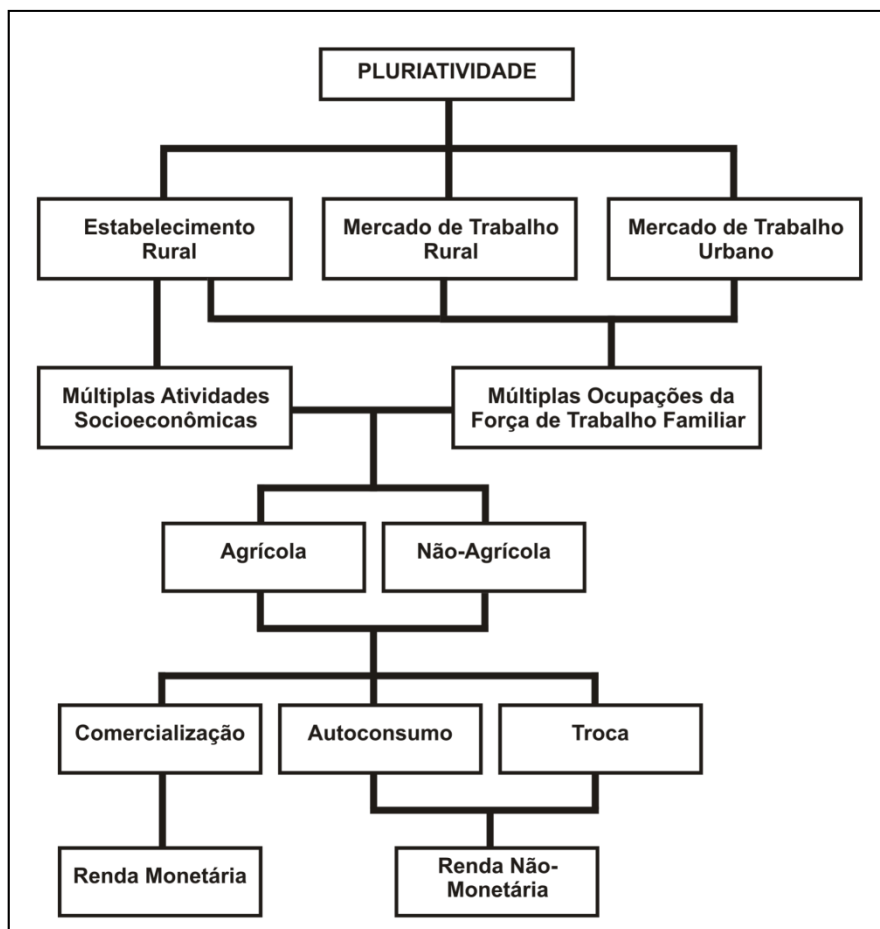 PLURIATIVIDADE
Estabelecimento
Rural
Mercado de Trabalho
Rural
Mercado de Trabalho
Urbano
Múltiplas Atividades
Socioeconômicas
Múltiplas Ocupações da
Força de Trabalho Familiar
Agrícola
Não-Agrícola
Comercialização
Autoconsumo
Troca
Renda Monetária
Renda Não-
Monetária